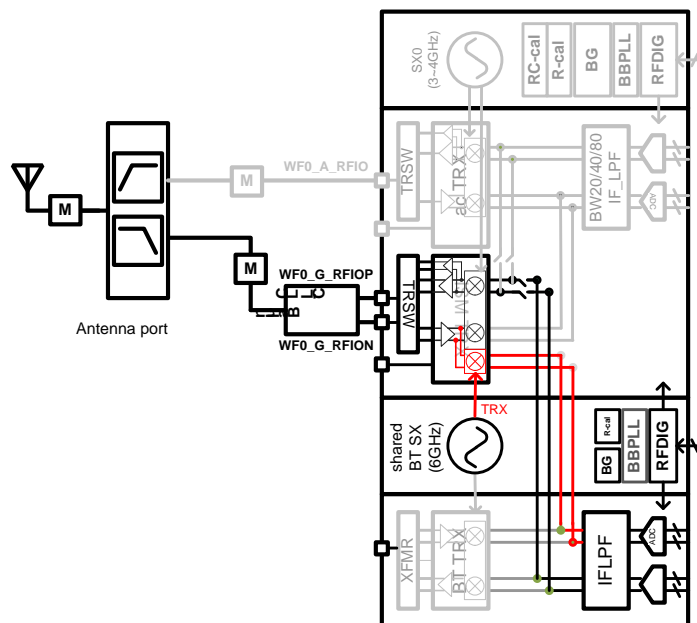 SX0
(3~4GHz)
RC-cal
R-cal
BG
BBPLL
RFDIG
WF0_A_RFIO
M
TRSW
ac TRX
BW20/40/80
IF_LPF
ADC
M
M
WF0_G_RFIOP
WF0_G_RFION
TRSW
Antenna port
TRX
shared
BT SX
(6GHz)
R-cal
BG
BBPLL
RFDIG
XFMR
BT TRX
IFLPF
ADC